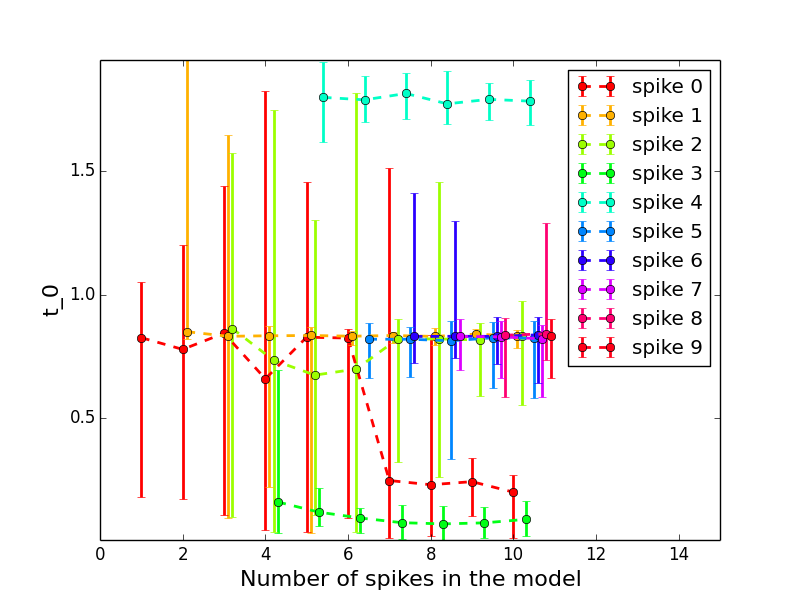 t_0
1.5
1.0
0.5
0 2 4 6 8 10 12 14
Number of spikes in the model
spike 0
spike 1
spike 2
spike 3
spike 4
spike 5
spike 6
spike 7
spike 8
spike 9